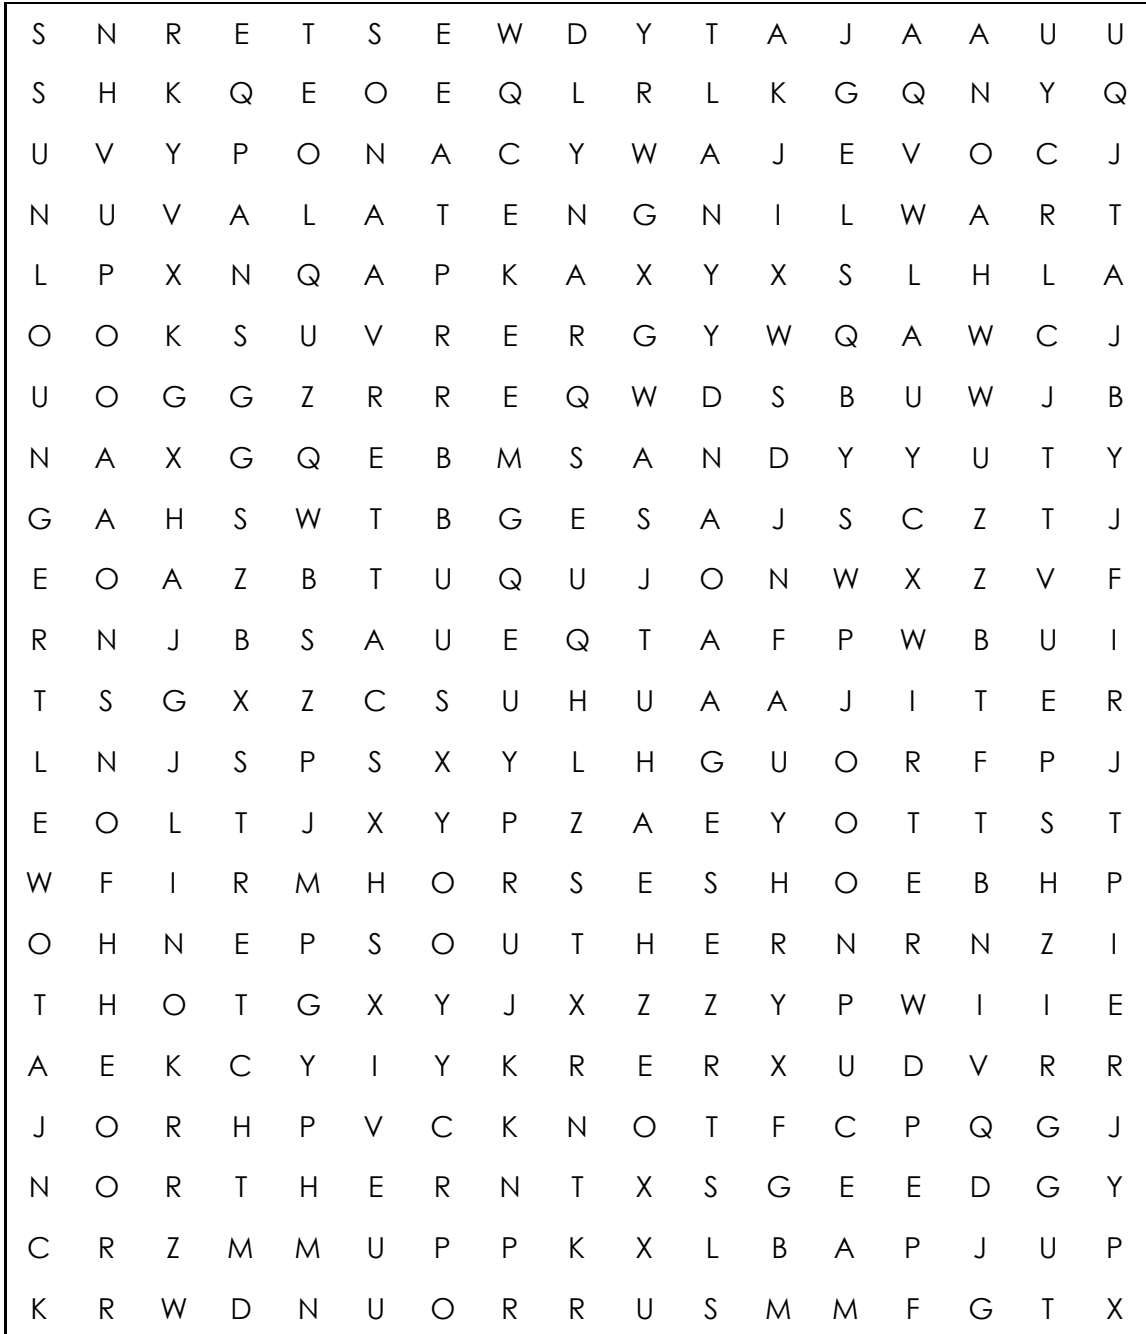 S N R E T S E W D Y T A J A A U U
S H K Q E O E Q L R L K G Q N Y Q
U V Y P O N A C Y W A J E V O C J
N U V A L A T E N G N I L W A R T
L P X N Q A P K A X Y X S L H L A
O O K S U V R E R G Y W Q A W C J
U O G G Z R R E Q W D S B U W J B
N A X G Q E B M S A N D Y Y U T Y
G A H S W T B G E S A J S C Z T J
E O A Z B T U Q U J O N W X Z V F
R N J B S A U E Q T A F P W B U I
T S G X Z C S U H U A A J I T E R
L N J S P S X Y L H G U O R F P J
E O L T J X Y P Z A E Y O T T S T
W F I R M H O R S E S H O E B H P
O H N E P S O U T H E R N R N Z I
T H O T G X Y J X Z Z Y P W I I E
A E K C Y I Y K R E R X U D V R R
J O R H P V C K N O T F C P Q G J
N O R T H E R N T X S G E E D G Y
C R Z M M U P P K X L B A P J U P
K R W D N U O R R U S M M F G T X